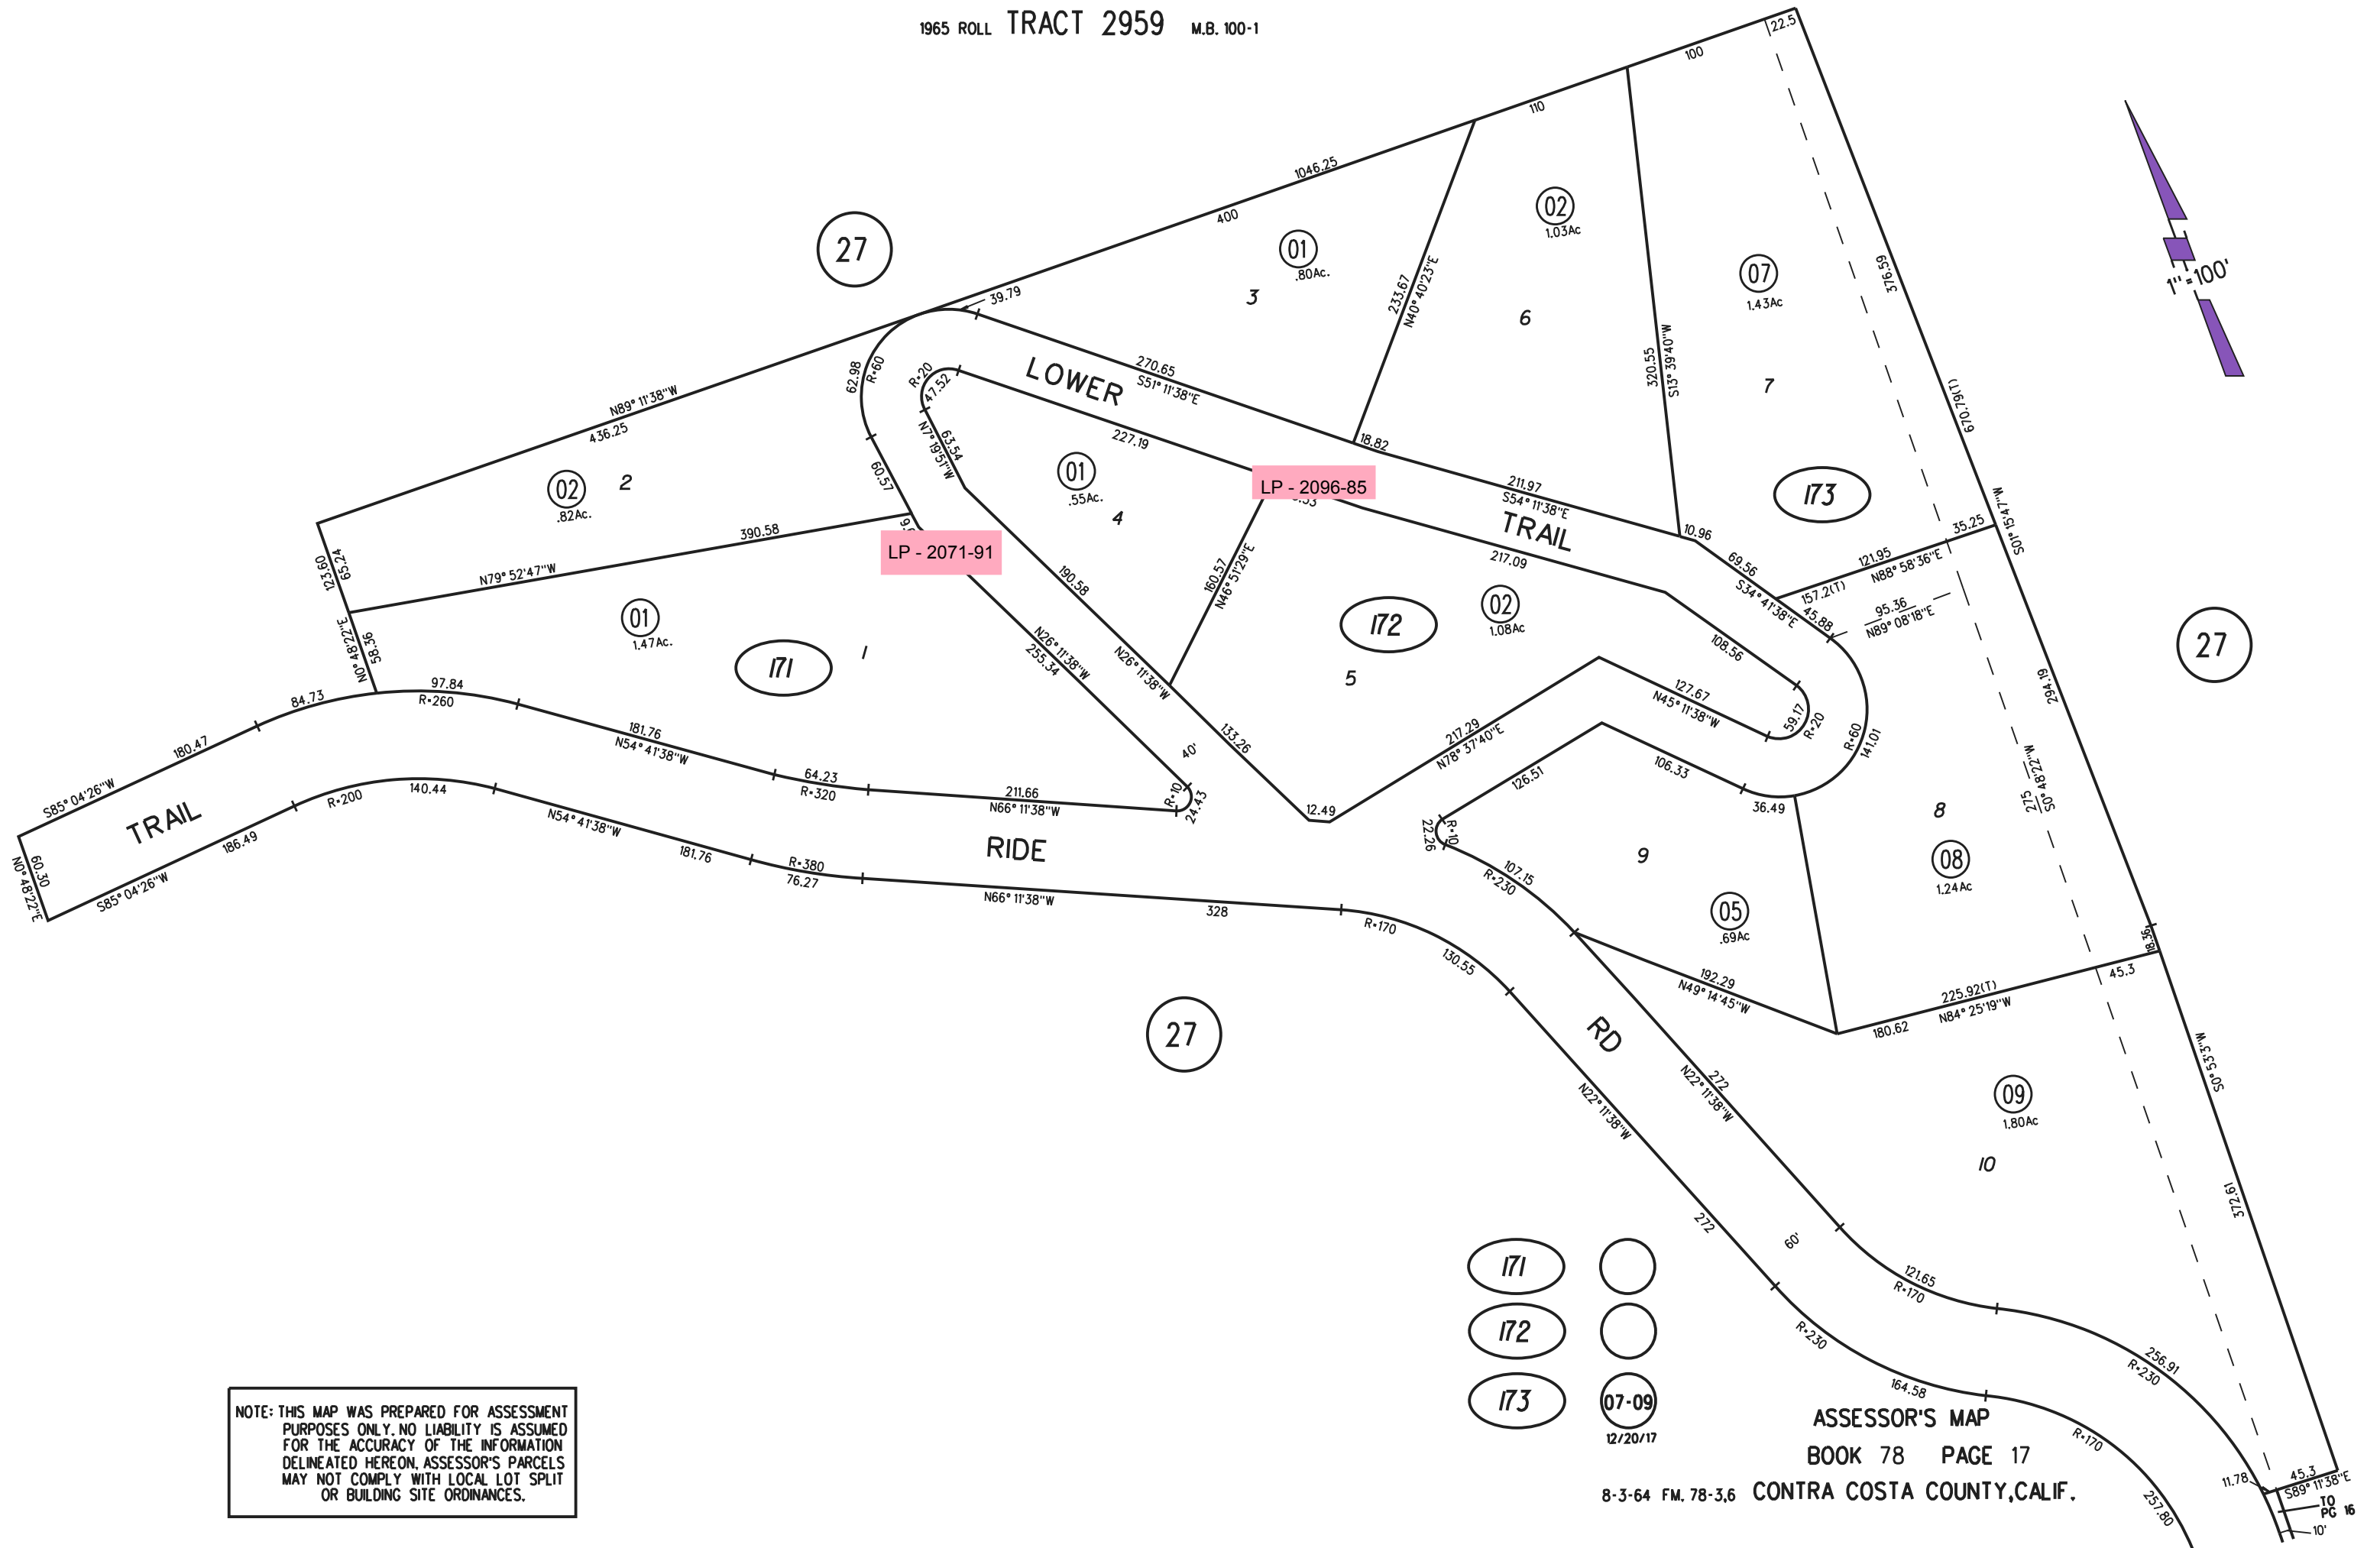 1965 ROLL TRACT 2959 M.B. 100-1
22.5
100
110
1046.25
400
27
39.79
01
.80Ac.
3
02
1.03Ac
6
07
1.43Ac
7
376.59
670.79(T)
S01° 15'47"W
1"=100'
233.67
N40° 40'23"E
320.55
S13° 39'40"W
N89° 11'38"W
436.25
62.98
R=60
R=20
47.52
LOWER
270.65
S51° 11'38"E
227.19
63.54
N7° 19'51"W
60.57
02
.82Ac.
2
01
.55Ac.
4
LP - 2096-85
18.82
211.97
S54° 11'38"E
TRAIL
217.09
10.96
69.56
S34° 41'38"E
173
35.25
121.95
N88° 58'36"E
157.2(T)
45.88
95.36
N89° 08'18"E
123.60
65.24
390.58
N79° 52'47"W
LP - 2071-91
190.58
160.57
N46° 51'29"E
172
02
1.08Ac
5
108.56
N0° 48'22"E
58.36
01
1.47Ac.
171
1
N26° 11'38"W
255.34
N26° 11'38"W
133.26
40'
127.67
N45° 11'38"W
59.17
R=20
R=60
141.01
27
294.19
S0° 48'22"W
275
84.73
97.84
R=260
180.47
S85° 04'26"W
TRAIL
181.76
N54° 41'38"W
64.23
R=320
211.66
N66° 11'38"W
R=10
24.43
217.29
N78° 37'40"E
12.49
126.51
106.33
36.49
R=10
22.26
R=200
140.44
N54° 41'38"W
181.76
186.49
S85° 04'26"W
60.30
N0° 48'22"E
RIDE
R=380
76.27
N66° 11'38"W
328
R=170
130.55
107.15
R=230
9
05
.69Ac
8
08
1.24Ac
18.36
45.3
192.29
N49° 14'45"W
225.92(T)
N84° 25'19"W
180.62
27
RD
272
N22° 11'38"W
N22° 11'38"W
272
60'
09
1.80Ac
10
S0° 53'3"W
372.61
121.65
R=170
R=230
164.58
256.91
R=230
R=170
257.80
11.78
45.3
S89° 11'38"E
TO
PG 16
10'
171
172
173 07-09
12/20/17
ASSESSOR'S MAP
BOOK 78 PAGE 17
8-3-64 FM. 78-3,6 CONTRA COSTA COUNTY,CALIF.
NOTE: THIS MAP WAS PREPARED FOR ASSESSMENT
PURPOSES ONLY. NO LIABILITY IS ASSUMED
FOR THE ACCURACY OF THE INFORMATION
DELINEATED HEREON. ASSESSOR'S PARCELS
MAY NOT COMPLY WITH LOCAL LOT SPLIT
OR BUILDING SITE ORDINANCES.